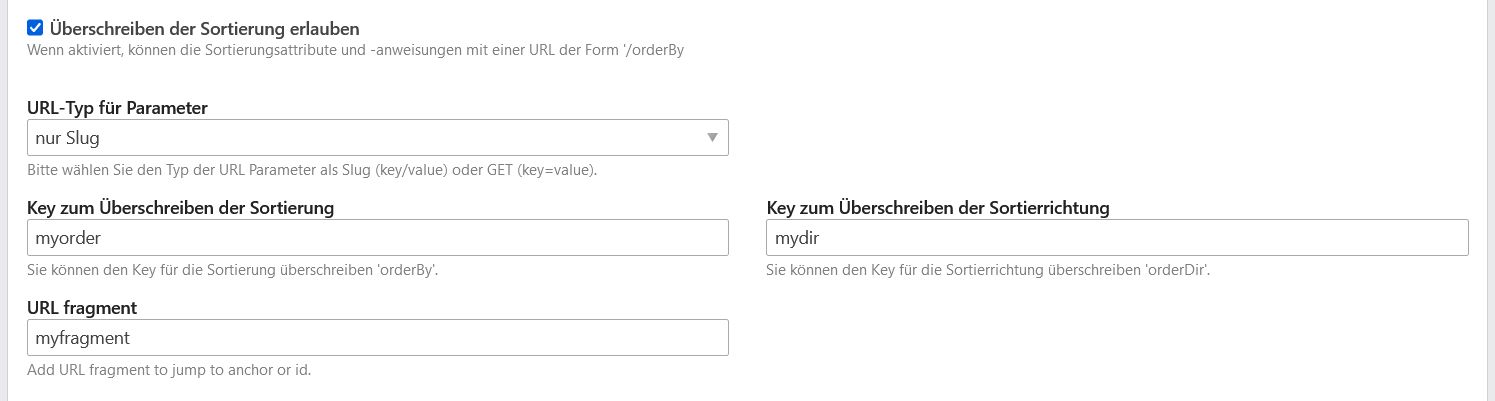 Überschreiben der Sortierung erlauben
Wenn aktiviert, können die Sortierungsattribute und -anweisungen mit einer URL der Form '/orderBy
URL-Typ für Parameter
nur Slug
Bitte wählen Sie den Typ der URL Parameter als Slug (key/value) oder GET (key=value).
Key zum Überschreiben der Sortierung
myorder
Sie können den Key für die Sortierung überschreiben 'orderBy'.
Key zum Überschreiben der Sortierrichtung
mydir
Sie können den Key für die Sortierrichtung überschreiben 'orderDir'.
URL fragment
myfragment
Add URL fragment to jump to anchor or id.